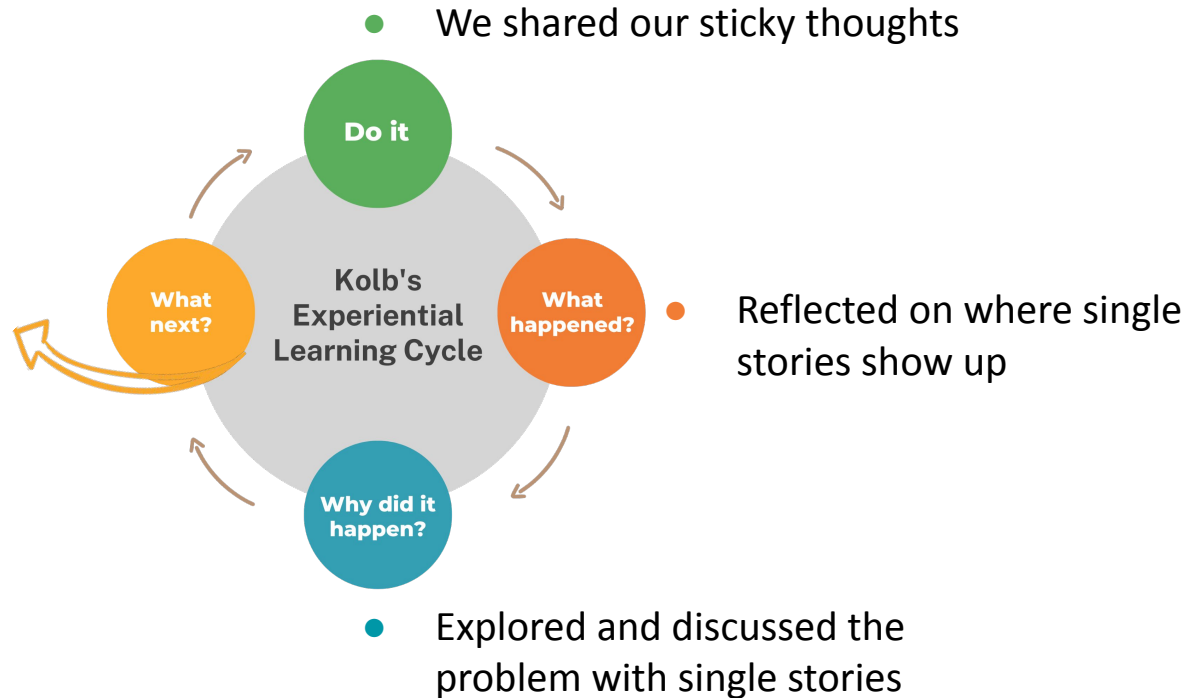 • We shared our sticky thoughts
Do it
What
next?
Kolb's
Experiential
Learning Cycle
What
happened?
• Reflected on where single
stories show up
Why did it
happen?
• Explored and discussed the
problem with single stories